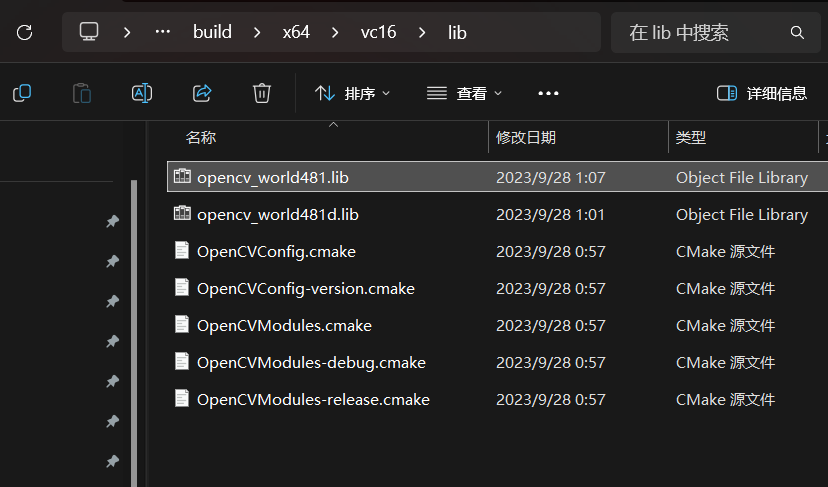 build x64 vc16 lib 在 lib 中搜索
排序 查看 详细信息
名称 修改日期 类型
opencv_world481.lib 2023/9/28 1:07 Object File Library
opencv_world481d.lib 2023/9/28 1:01 Object File Library
OpenCVConfig.cmake 2023/9/28 0:57 CMake 源文件
OpenCVConfig-version.cmake 2023/9/28 0:57 CMake 源文件
OpenCVModules.cmake 2023/9/28 0:57 CMake 源文件
OpenCVModules-debug.cmake 2023/9/28 0:57 CMake 源文件
OpenCVModules-release.cmake 2023/9/28 0:57 CMake 源文件